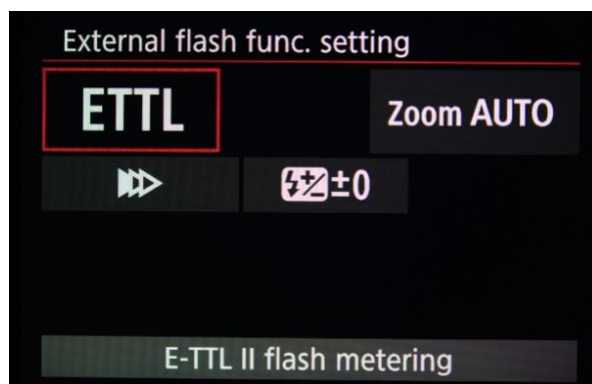 External flash func. setting
ETTL Zoom AUTO
±0
E-TTL II flash metering